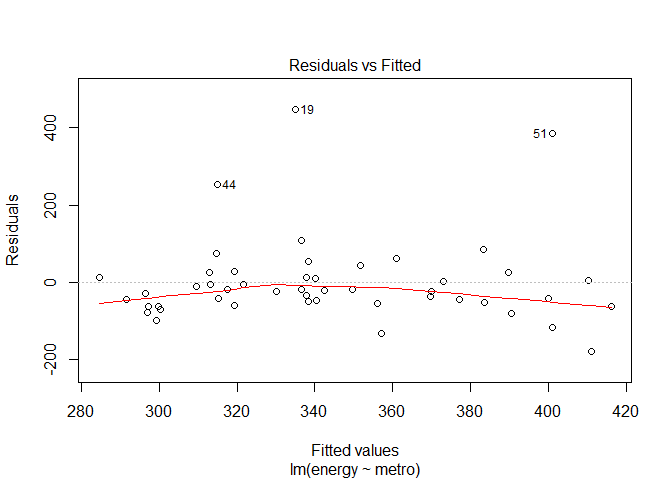 Residuals vs Fitted
Residuals
400
200
0
-200
19
51
44
280 300 320 340 360 380 400 420
Fitted values
lm(energy ~ metro)